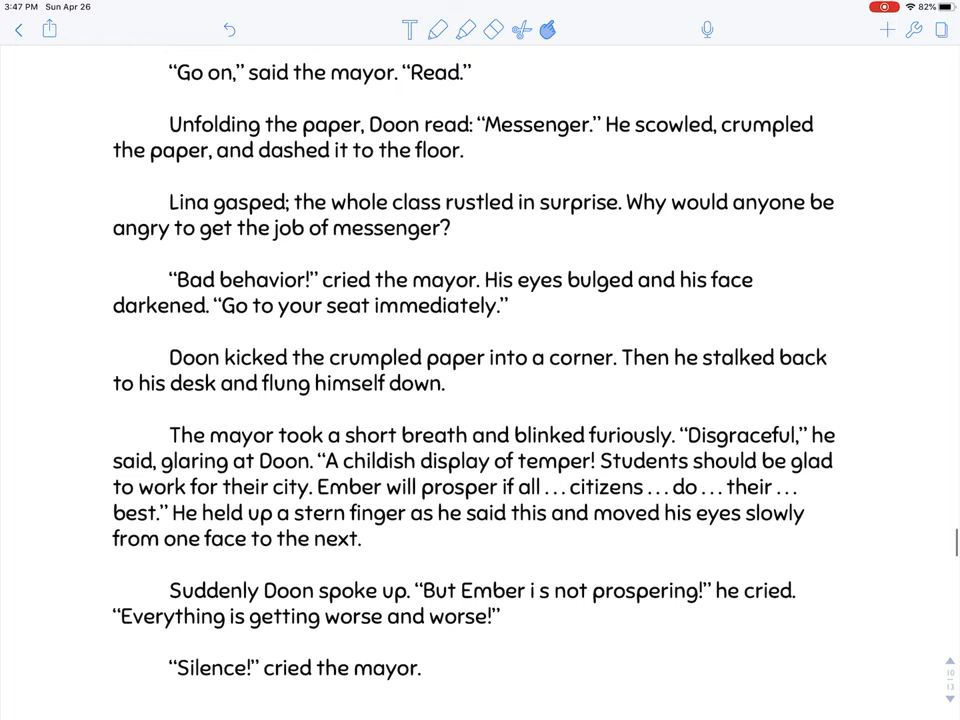 3:47 PM Sun Apr 26 82%
T
“Go on,” said the mayor. “Read.”
Unfolding the paper, Doon read: “Messenger.” He scowled, crumpled
the paper, and dashed it to the floor.
Lina gasped; the whole class rustled in surprise. Why would anyone be
angry to get the job of messenger?
“Bad behavior!” cried the mayor. His eyes bulged and his face
darkened. “Go to your seat immediately.”
Doon kicked the crumpled paper into a corner. Then he stalked back
to his desk and flung himself down.
The mayor took a short breath and blinked furiously. “Disgraceful,” he
said, glaring at Doon. “A childish display of temper! Students should be glad
to work for their city. Ember will prosper if all . . . citizens . . . do . . . their . . .
best.” He held up a stern finger as he said this and moved his eyes slowly
from one face to the next.
Suddenly Doon spoke up. “But Ember i s not prospering!” he cried.
“Everything is getting worse and worse!”
“Silence!” cried the mayor.
10
13